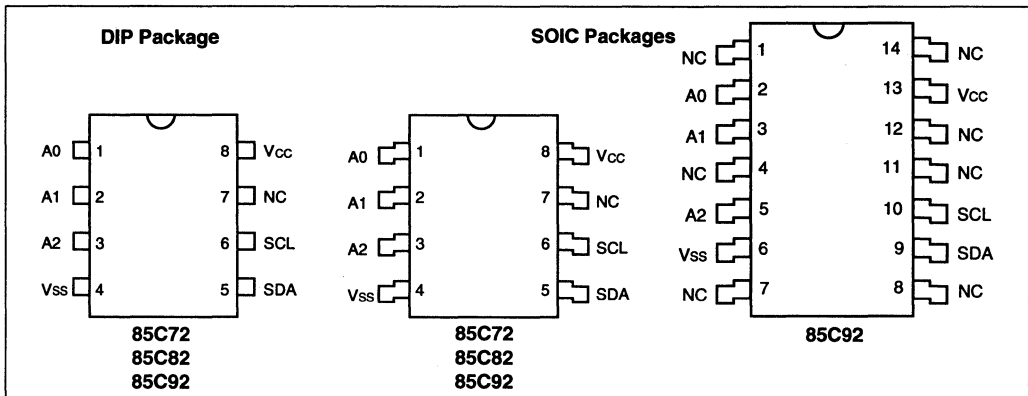 DIP Package
A0 1 8 VCC
A1 2 7 NC
A2 3 6 SCL
VSS 4 5 SDA
85C72
85C82
85C92
SOIC Packages
A0 1 8 VCC
A1 2 7 NC
A2 3 6 SCL
VSS 4 5 SDA
85C72
85C82
85C92
NC 1 14 NC
A0 2 13 VCC
A1 3 12 NC
NC 4 11 NC
A2 5 10 SCL
VSS 6 9 SDA
NC 7 8 NC
85C92